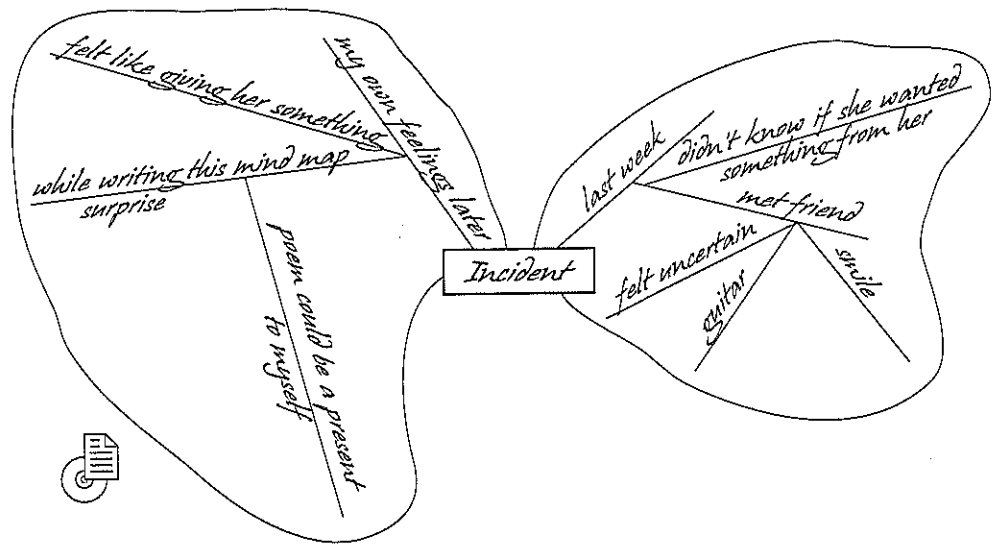 felt like giving her something
my own feelings later
while writing this mind map
surprise
poem could be a present
to myself
Incident
last week
didn't know if she wanted
something from her
met friend
felt uncertain
guitar
smile